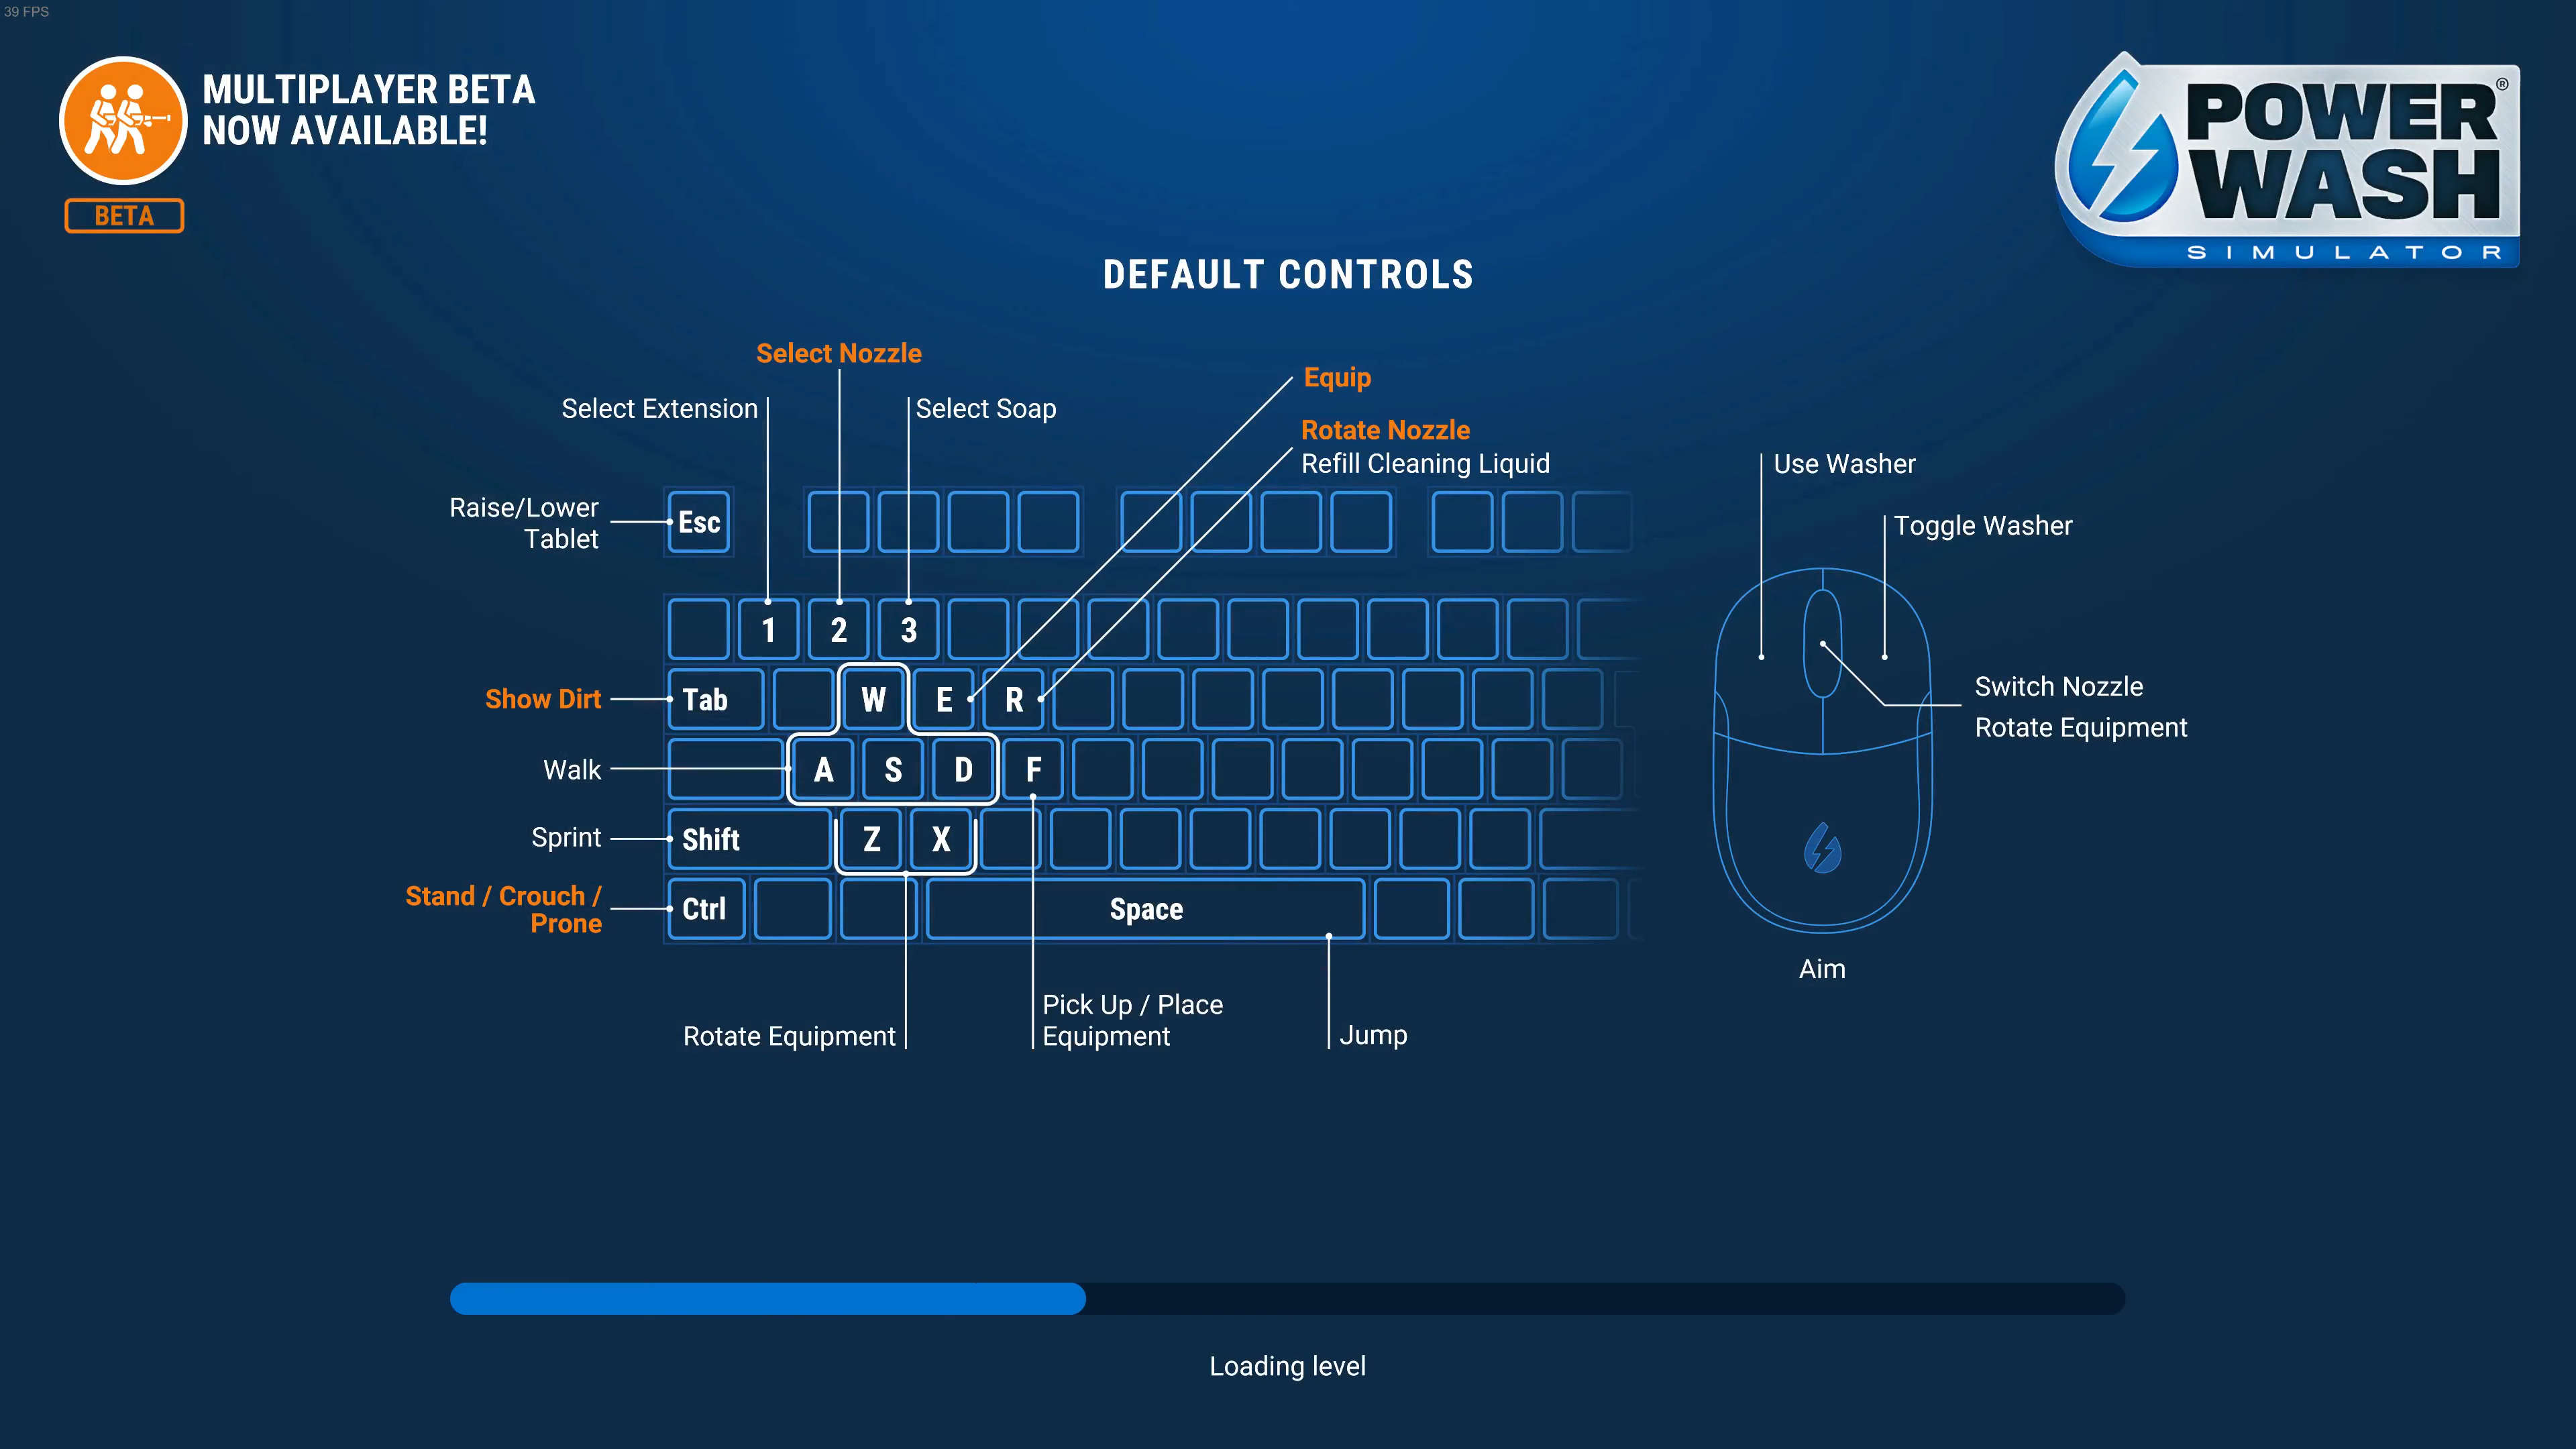 39 FPS
MULTIPLAYER BETA
NOW AVAILABLE!
BETA
POWER®
WASH
SIMULATOR
DEFAULT CONTROLS
Select Nozzle
Select Extension
Select Soap
Equip
Rotate Nozzle
Refill Cleaning Liquid
Use Washer
Toggle Washer
Raise/Lower
Tablet
Esc
1 2 3
Show Dirt
Tab W E R
Switch Nozzle
Rotate Equipment
Walk
A S D F
Sprint
Shift Z X
Stand / Crouch /
Prone
Ctrl Space
Aim
Rotate Equipment
Pick Up / Place
Equipment
Jump
Loading level